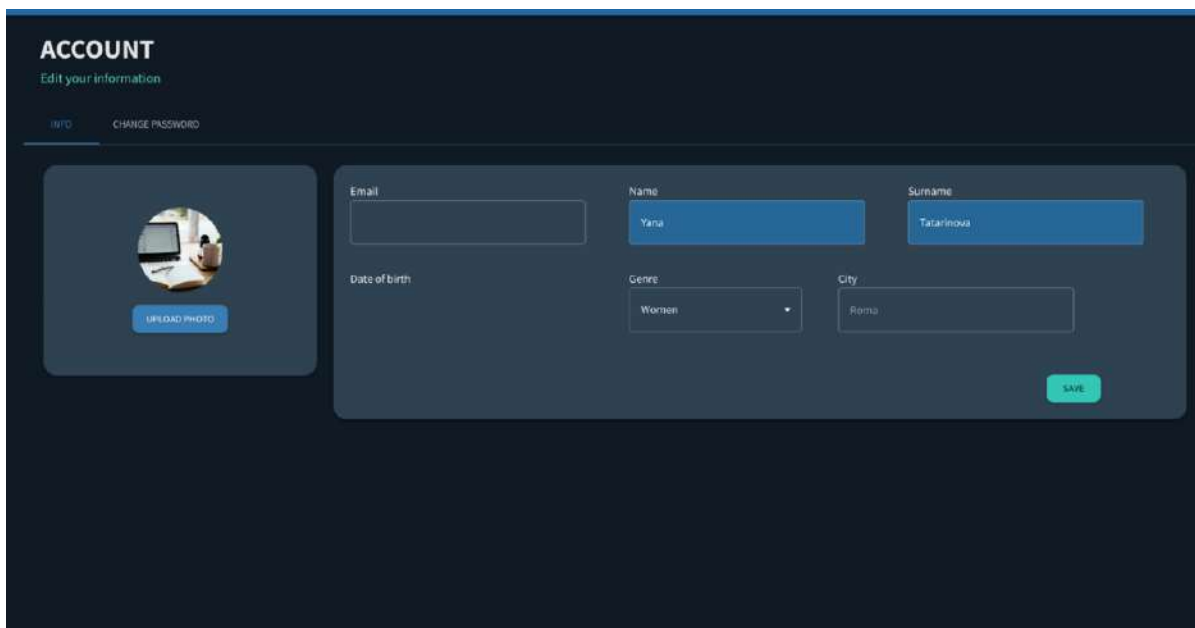 ACCOUNT
Edit your information
INFO CHANGE PASSWORD
Email Name Surname
Yana Tatarinova
Date of birth Genre City
Women Roma
UPLOAD PHOTO
SAVE